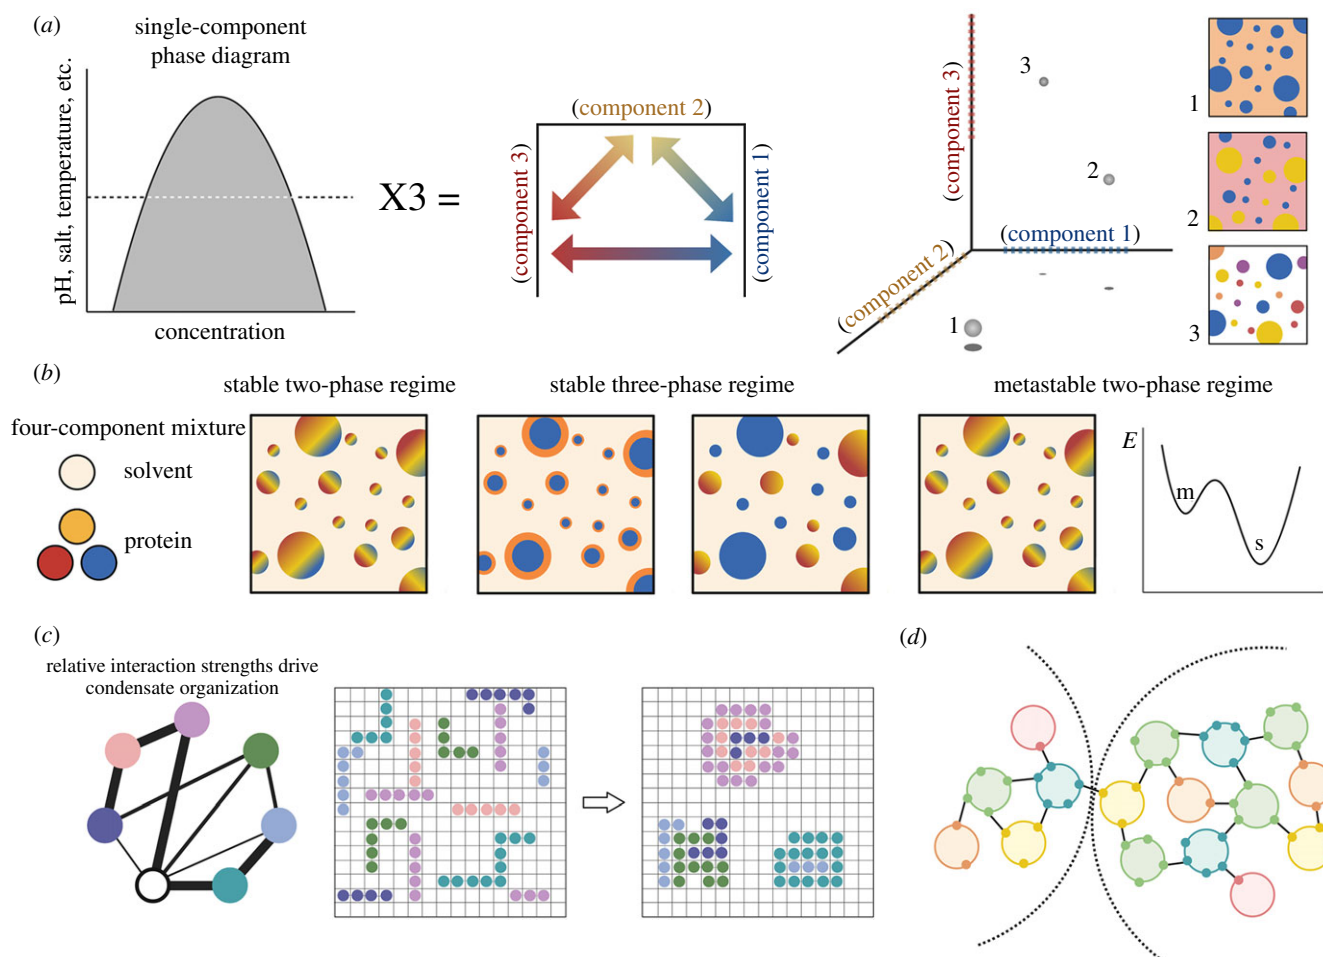 (a)
single-component
phase diagram
pH, salt, temperature, etc.
concentration
X3 =
(component 2)
(component 3)
(component 1)
(component 3)
(component 2)
(component 1)
3
2
1
1
2
3
(b)
stable two-phase regime
stable three-phase regime
metastable two-phase regime
four-component mixture
solvent
protein
E
m
s
(c)
relative interaction strengths drive
condensate organization
(d)